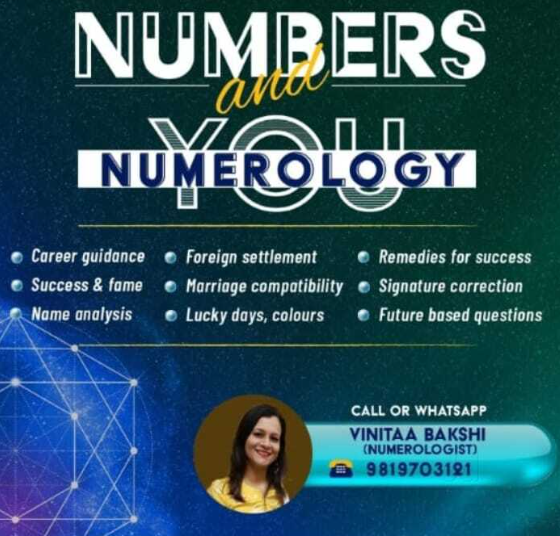 NUMBERS
and
YOU
NUMEROLOGY
Career guidance
Success & fame
Name analysis
Foreign settlement
Marriage compatibility
Lucky days, colours
Remedies for success
Signature correction
Future based questions
CALL OR WHATSAPP
VINITAA BAKSHI
(NUMEROLOGIST)
9819703121